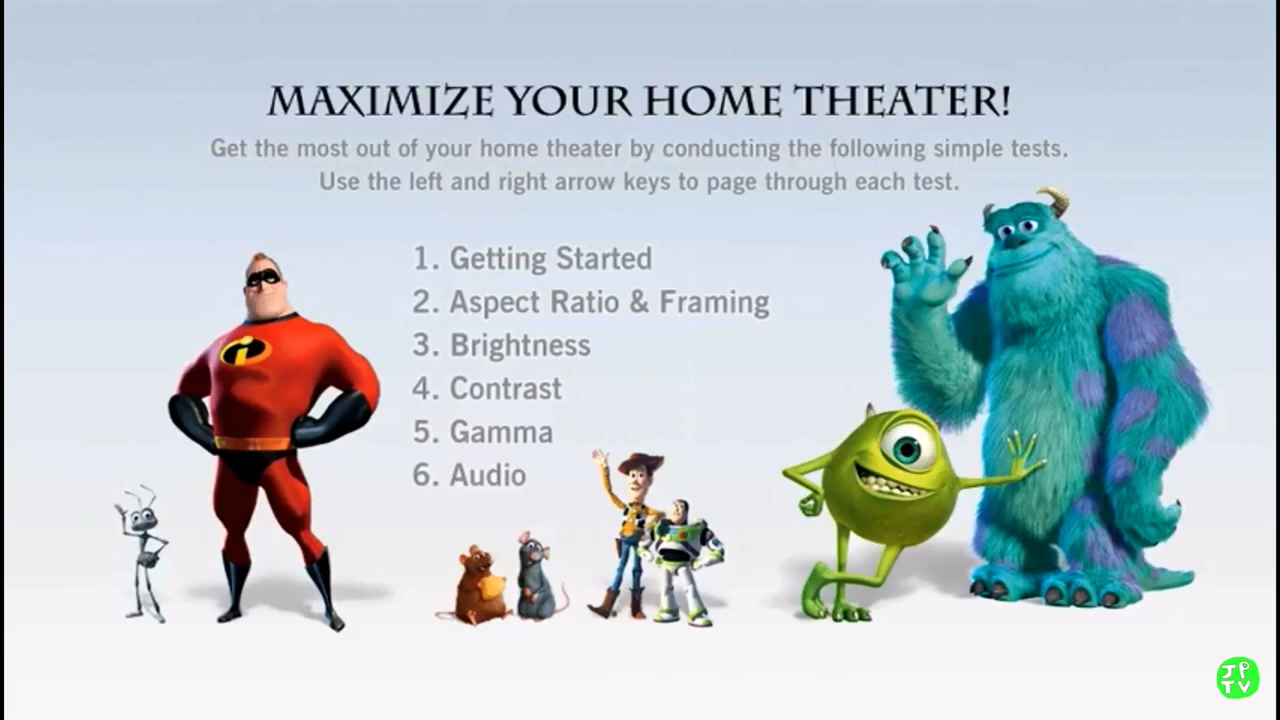 MAXIMIZE YOUR HOME THEATER!
Get the most out of your home theater by conducting the following simple tests.
Use the left and right arrow keys to page through each test.
1. Getting Started
2. Aspect Ratio & Framing
3. Brightness
4. Contrast
5. Gamma
6. Audio
JP
TV